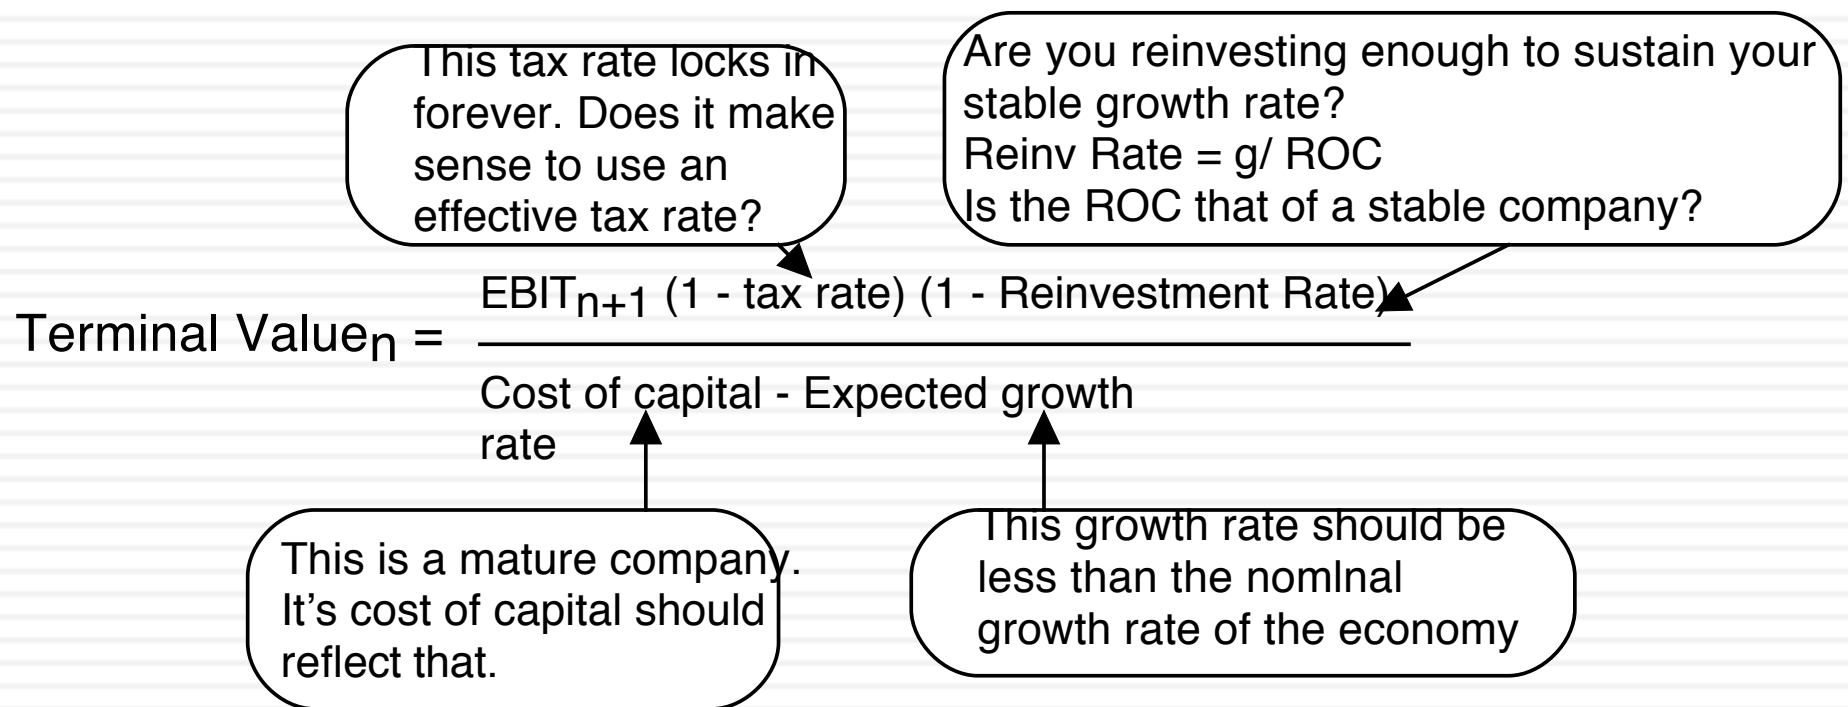 This tax rate locks in
forever. Does it make
sense to use an
effective tax rate?
Are you reinvesting enough to sustain your
stable growth rate?
Reinv Rate = g/ ROC
Is the ROC that of a stable company?
Terminal Valuen =
EBITn+1 (1 - tax rate) (1 - Reinvestment Rate)
Cost of capital - Expected growth
rate
This is a mature company.
It’s cost of capital should
reflect that.
This growth rate should be
less than the nomlnal
growth rate of the economy